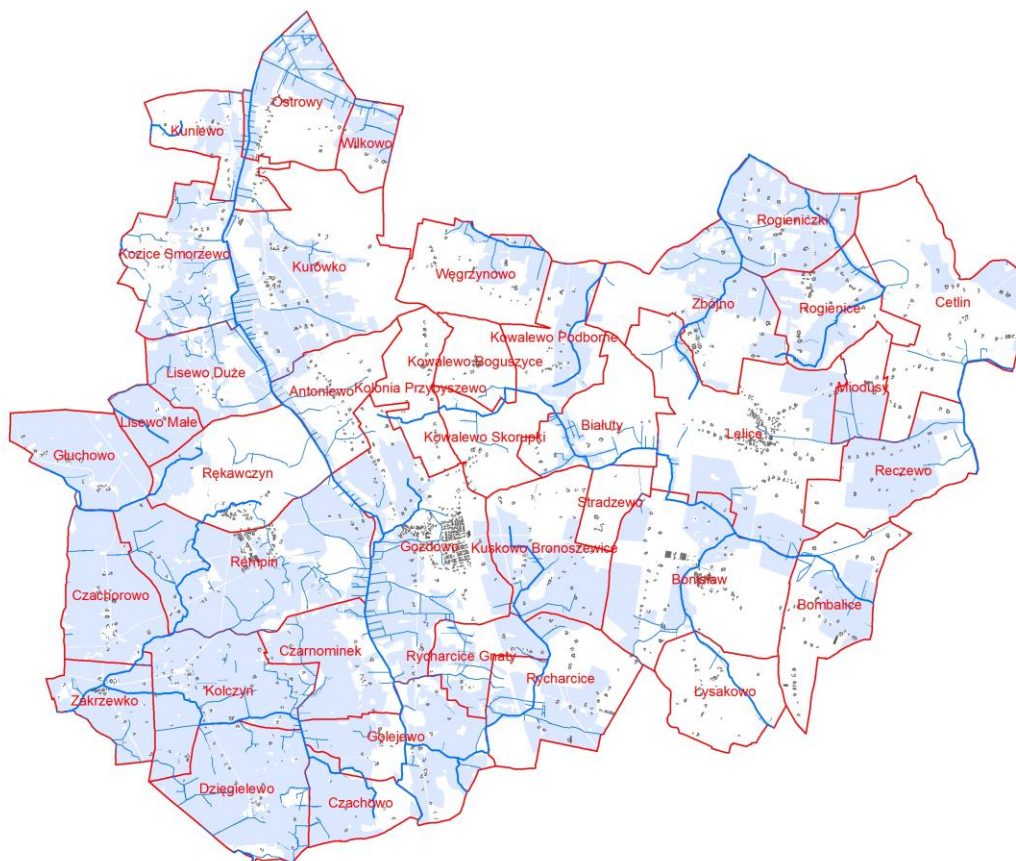 Ostrowy
Kuniewo
Wilkowo
Rogieniczki
Kozice Smorzewo
Kurówko
Węgrzynowo
Zbójno
Rogienice
Cetlin
Kowalewo Podborne
Lisewo Duże
Kowalewo Boguszyce
Antoniewo
Kolonia Przybyszewo
Miodusy
Lisewo Małe
Kowalewo Skorupki
Białuty
Lelice
Głuchowo
Rękawczyn
Reczewo
Stradzewo
Gozdowo
Kuskowo Bronoszewice
Rempin
Bonisław
Czachorowo
Bombalice
Czarnominek
Rycharcice Gnaty
Rycharcice
Kolczyn
Zakrzewko
Łysakowo
Golejewo
Dzięgielewo
Czachowo